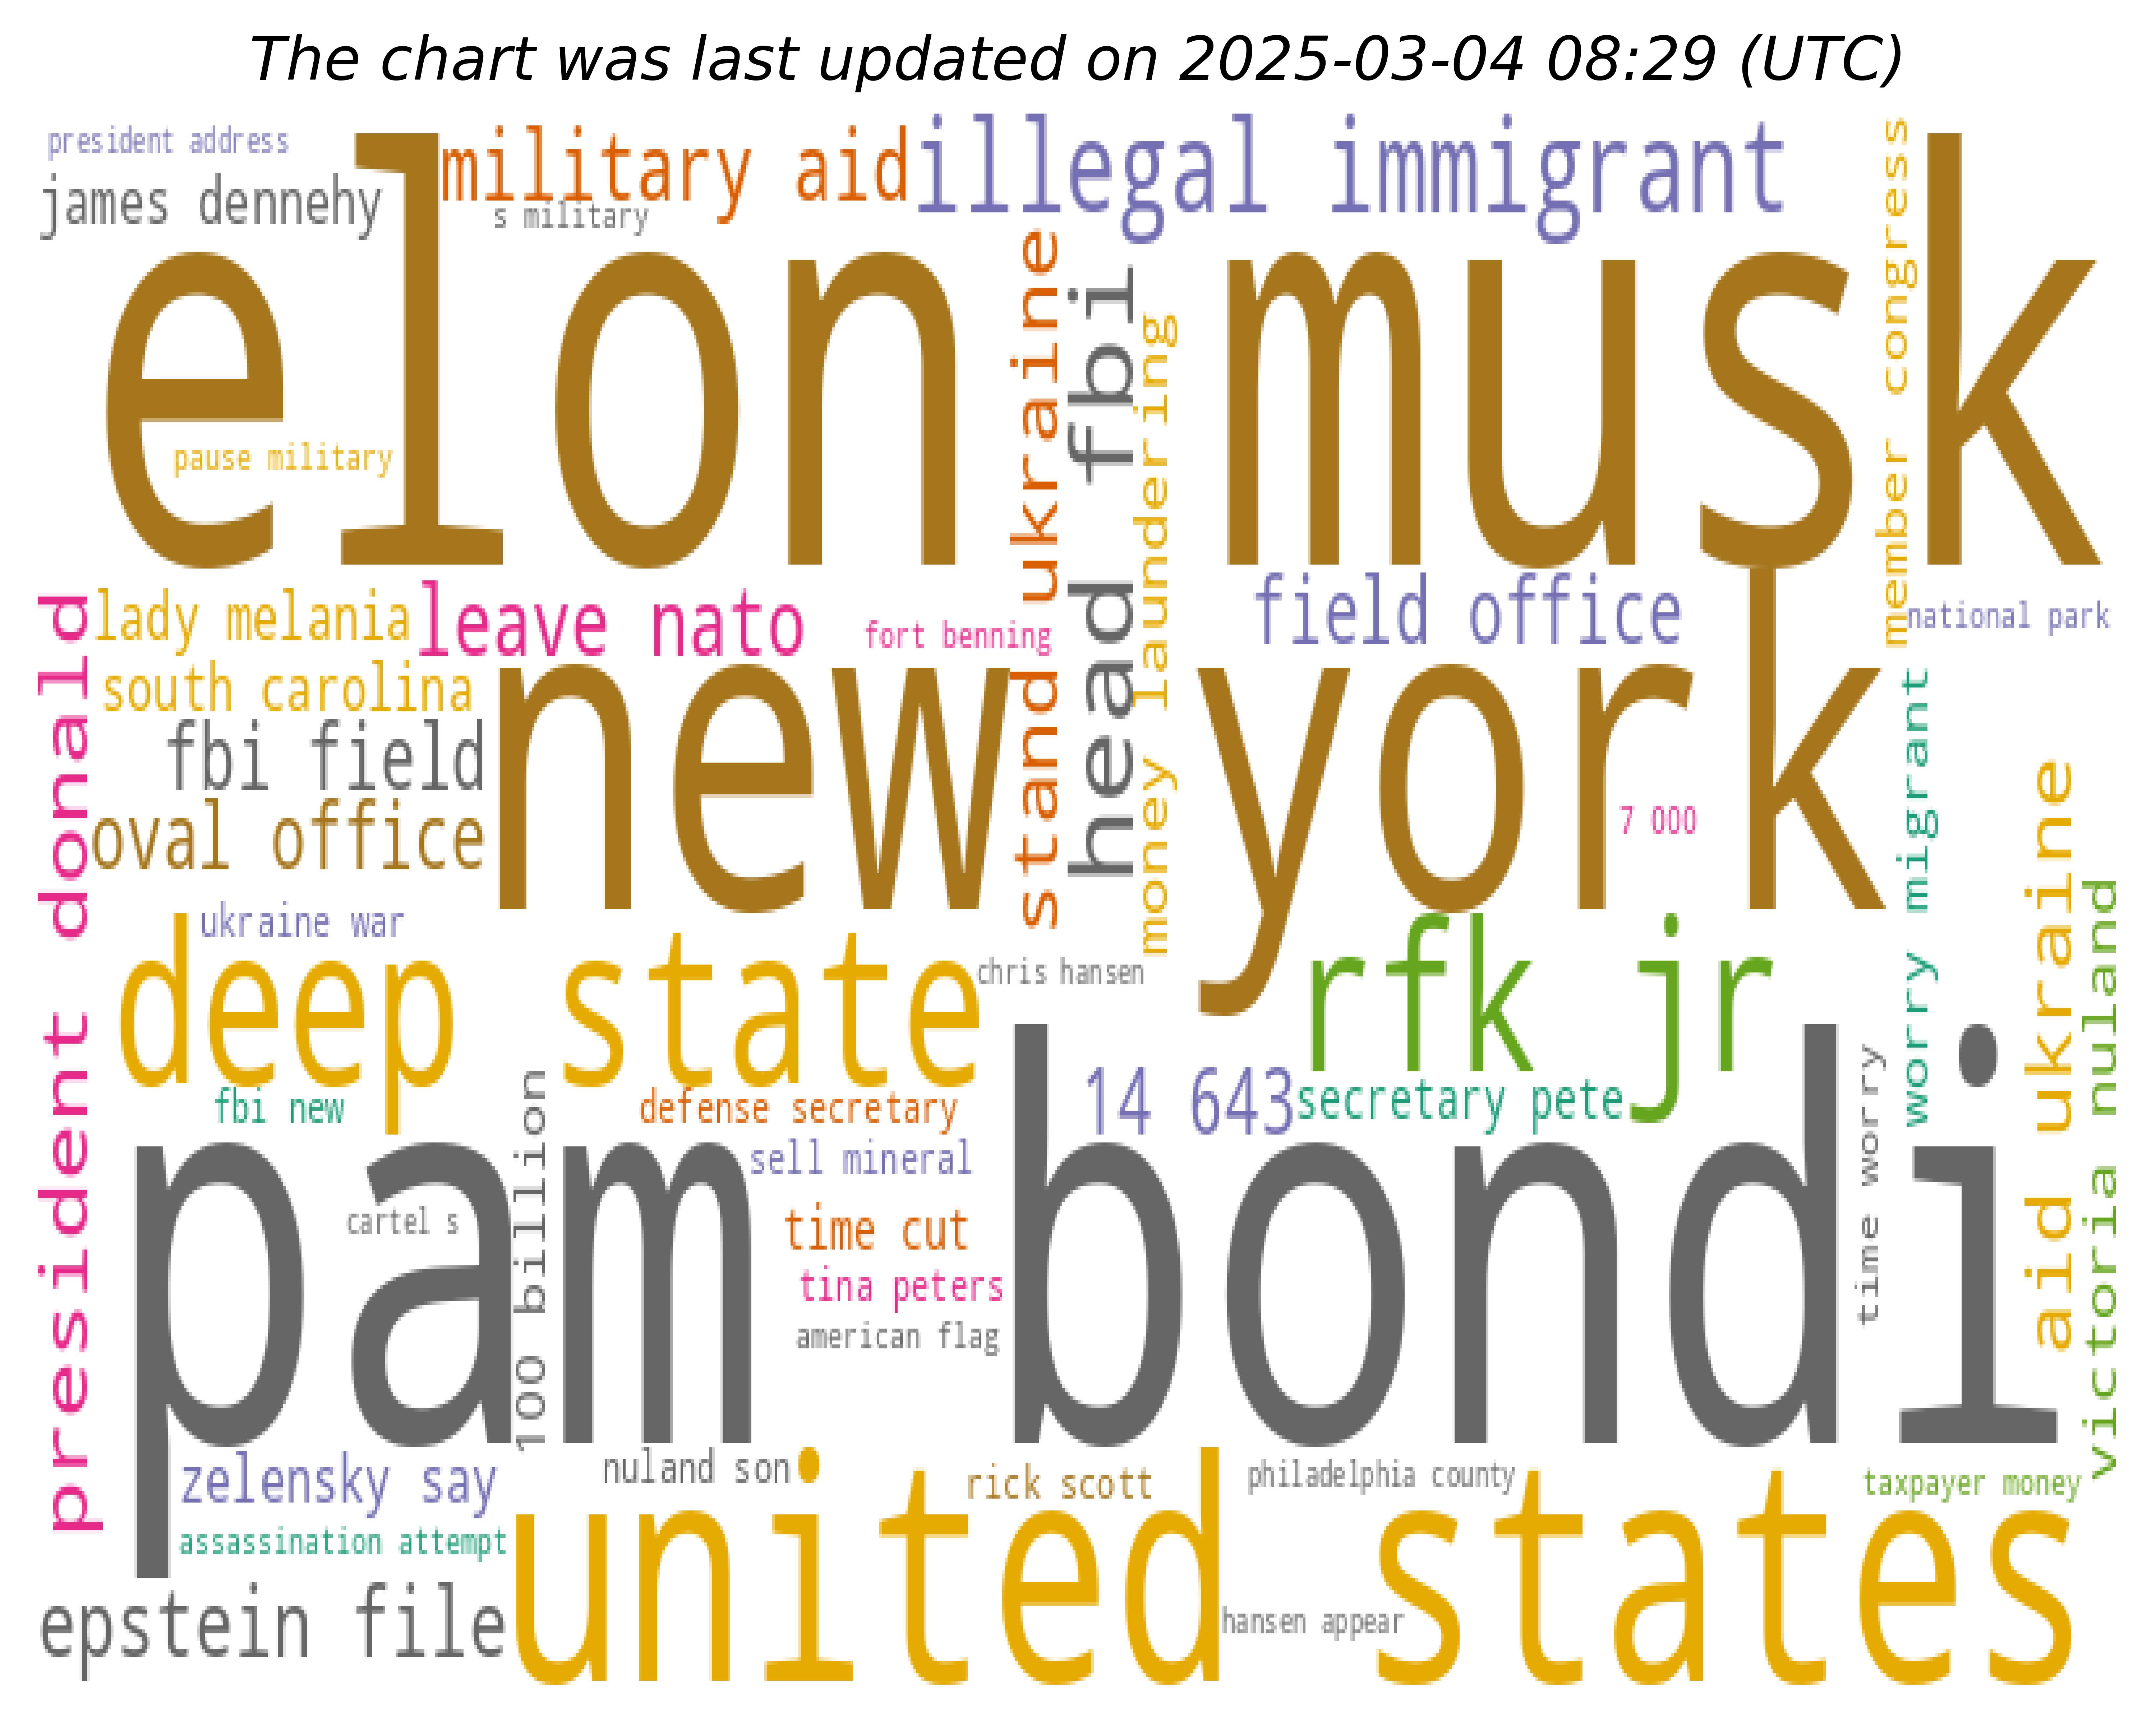 The chart was last updated on 2025-03-04 08:29 (UTC)
president address
military aid
illegal immigrant
james dennehy
s military
elon musk
member congress
stand ukraine
head fbi
money laundering
pause military
president donald
lady melania
leave nato
fort benning
field office
national park
south carolina
new york
fbi field
oval office
7 000
worry migrant
aid ukraine
victoria nuland
ukraine war
deep state
chris hansen
rfk jr
fbi new
defense secretary
14 643
secretary pete
time worry
100 billion
pam bondi
sell mineral
cartel s
time cut
tina peters
american flag
zelensky say
nuland son
rick scott
philadelphia county
taxpayer money
assassination attempt
united states
epstein file
hansen appear